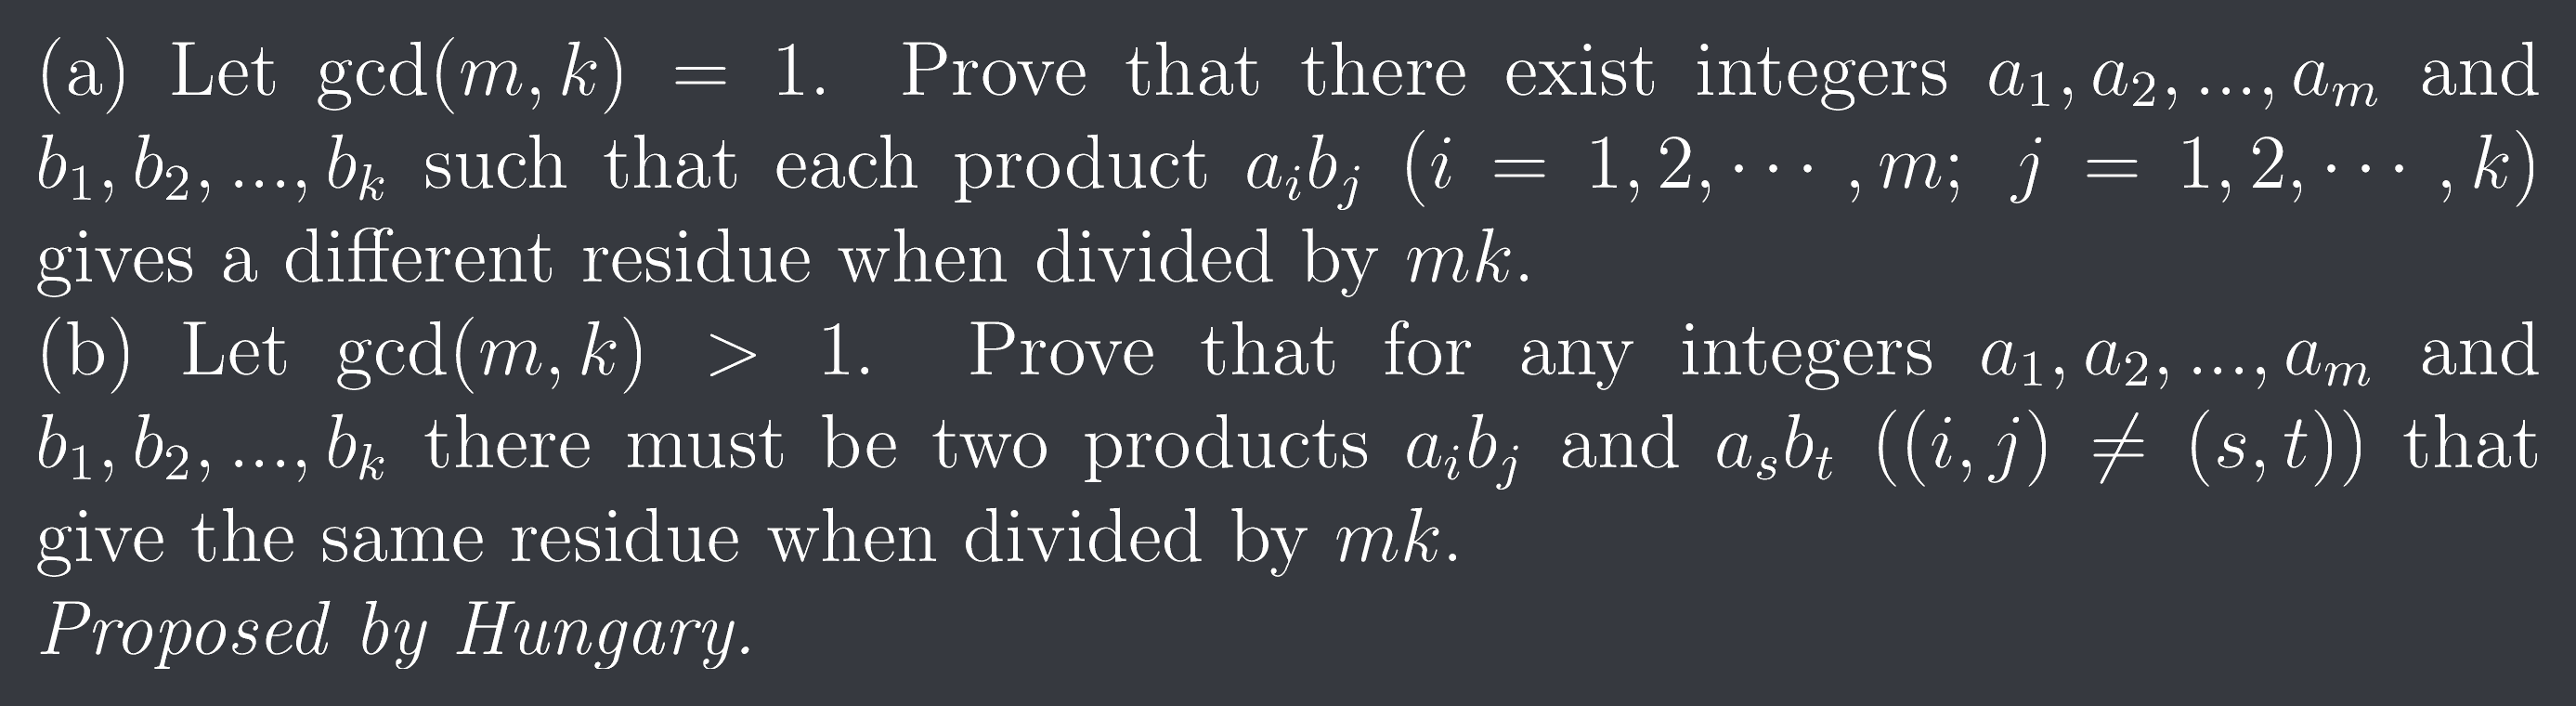 (a) Let gcd(m, k) = 1. Prove that there exist integers a₁, a₂, ..., aₘ and
b₁, b₂, ..., bₖ such that each product aᵢbⱼ (i = 1, 2, ⋯ , m; j = 1, 2, ⋯ , k)
gives a different residue when divided by mk.
(b) Let gcd(m, k) > 1. Prove that for any integers a₁, a₂, ..., aₘ and
b₁, b₂, ..., bₖ there must be two products aᵢbⱼ and aₛbₜ ((i, j) ≠ (s, t)) that
give the same residue when divided by mk.
Proposed by Hungary.